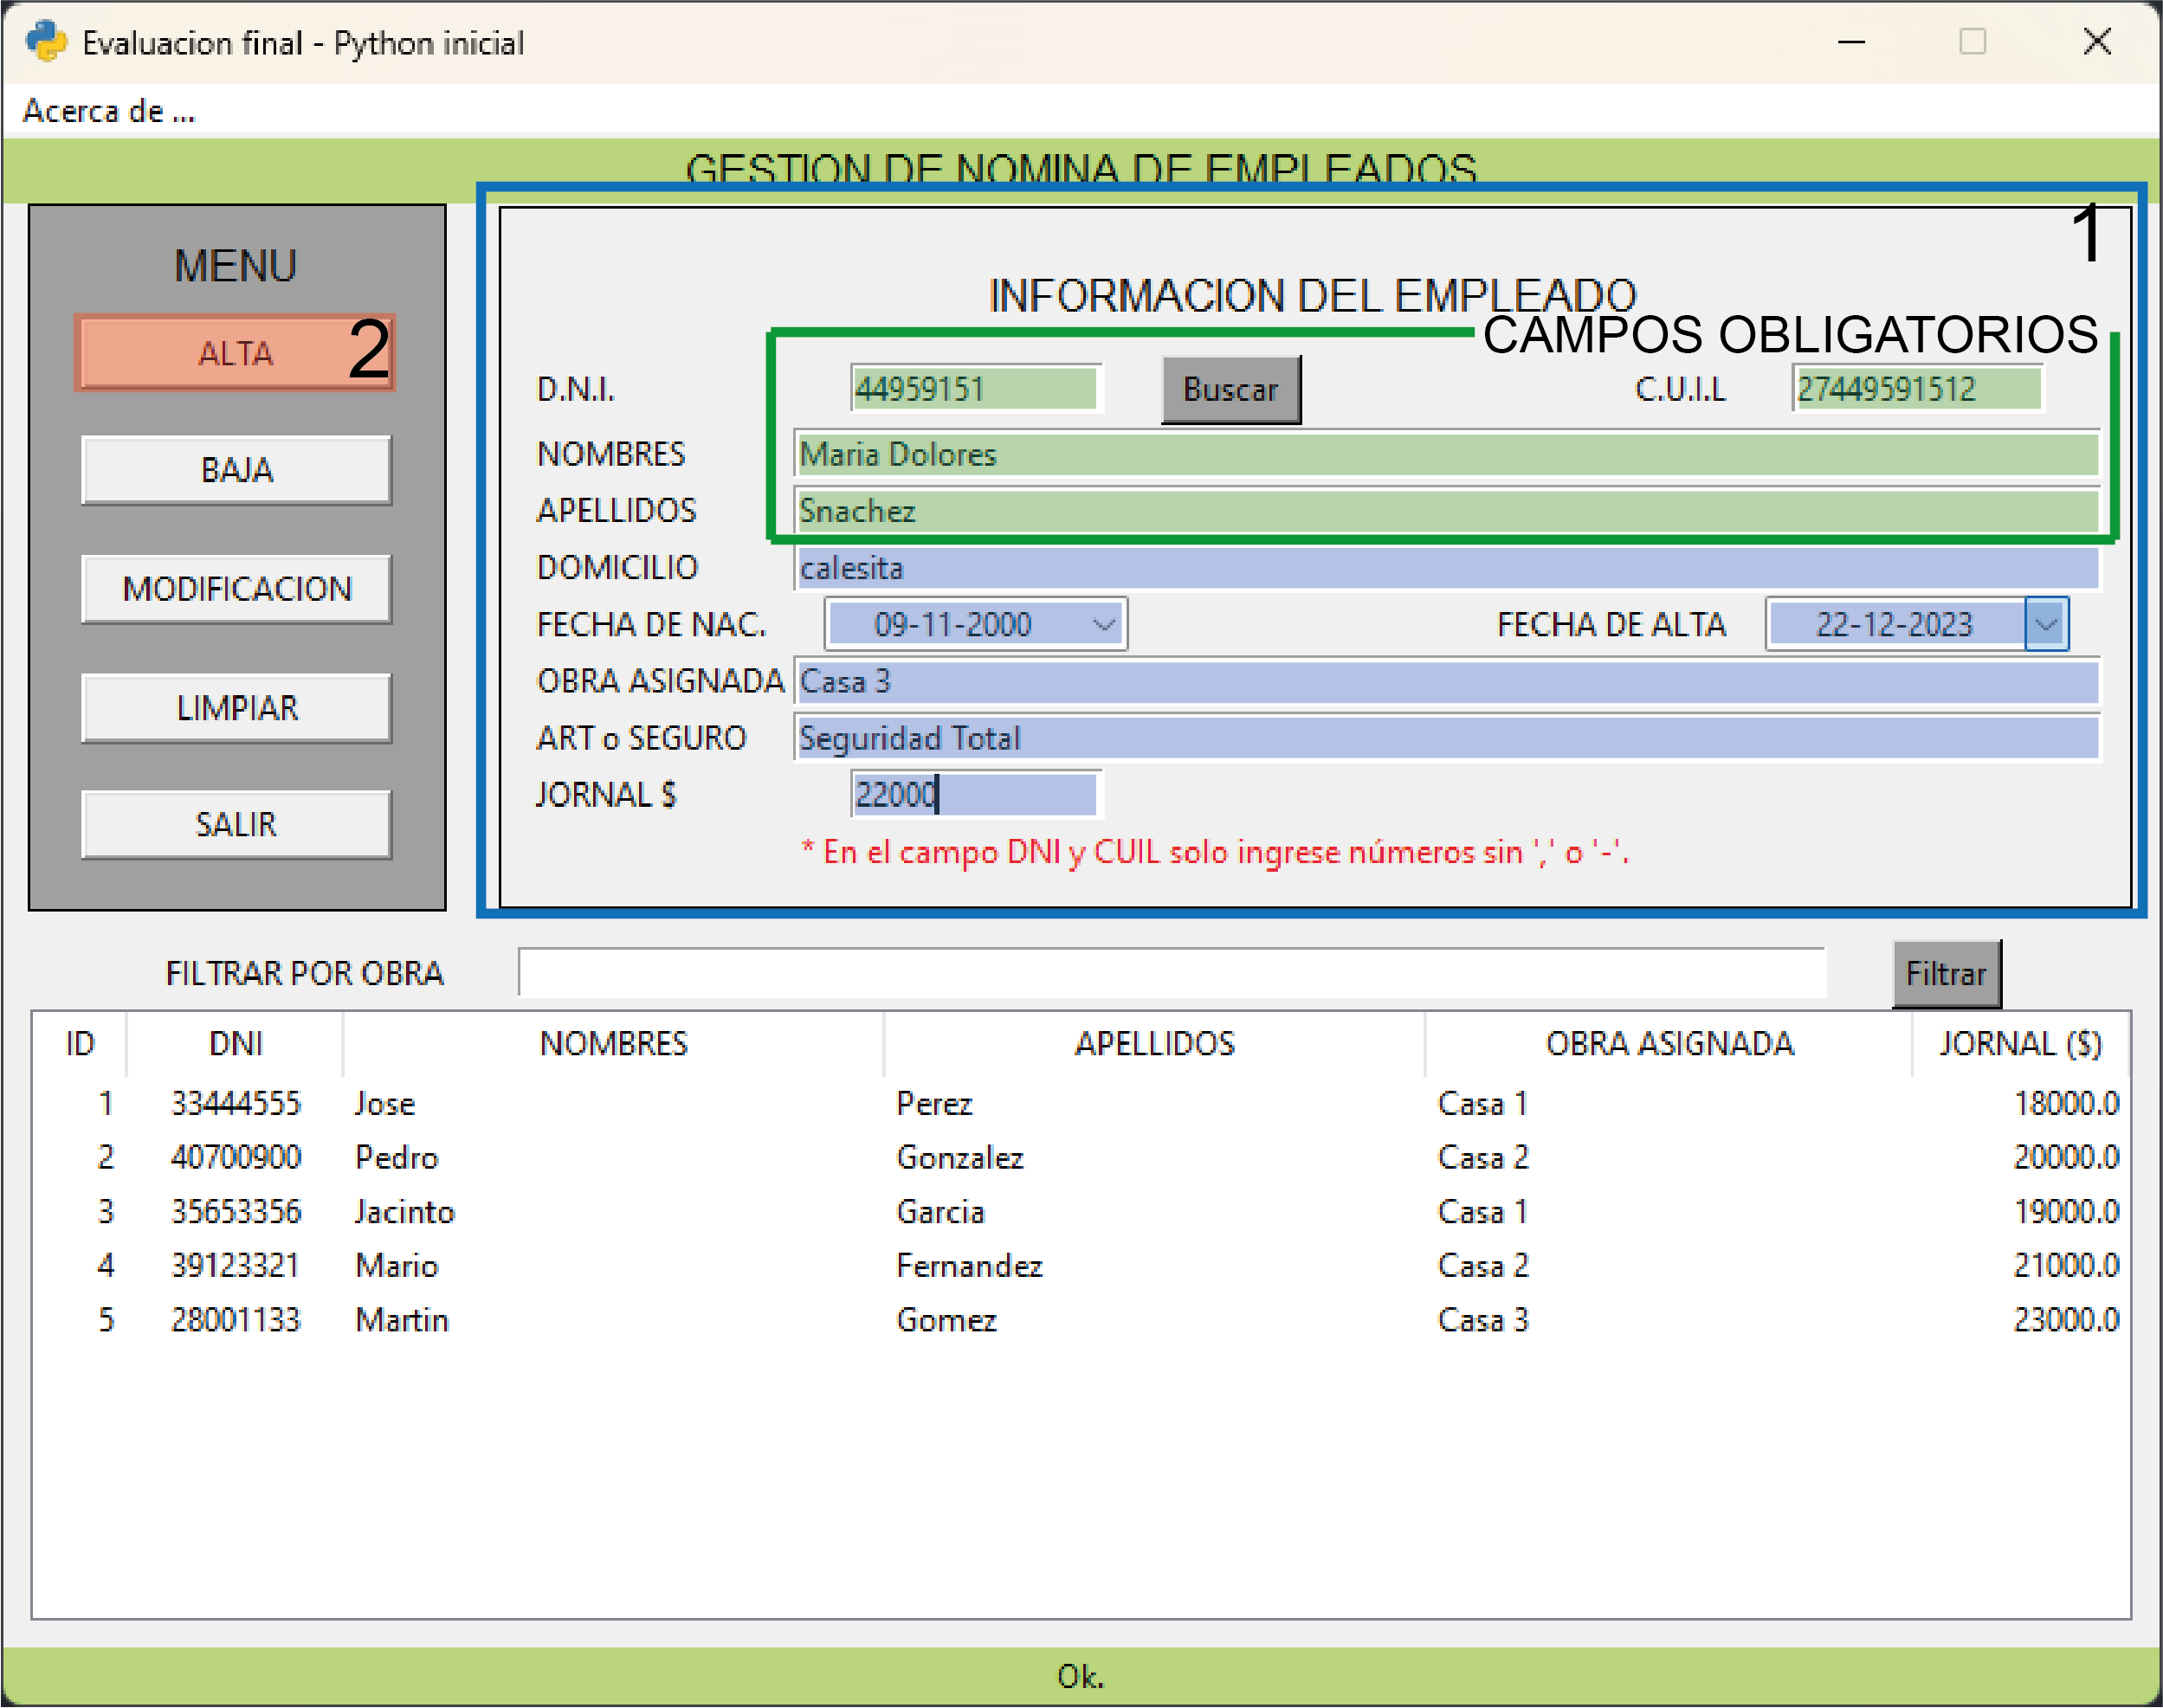 Evaluacion final - Python inicial
Acerca de ...
GESTION DE NOMINA DE EMPLEADOS
MENU
ALTA 2
BAJA
MODIFICACION
LIMPIAR
SALIR
1
INFORMACION DEL EMPLEADO
CAMPOS OBLIGATORIOS
D.N.I. 44959151 Buscar C.U.I.L 27449591512
NOMBRES Maria Dolores
APELLIDOS Snachez
DOMICILIO calesita
FECHA DE NAC. 09-11-2000 FECHA DE ALTA 22-12-2023
OBRA ASIGNADA Casa 3
ART o SEGURO Seguridad Total
JORNAL $ 22000
* En el campo DNI y CUIL solo ingrese números sin ',' o '-'.
FILTRAR POR OBRA Filtrar
ID DNI NOMBRES APELLIDOS OBRA ASIGNADA JORNAL ($)
1 33444555 Jose Perez Casa 1 18000.0
2 40700900 Pedro Gonzalez Casa 2 20000.0
3 35653356 Jacinto Garcia Casa 1 19000.0
4 39123321 Mario Fernandez Casa 2 21000.0
5 28001133 Martin Gomez Casa 3 23000.0
Ok.